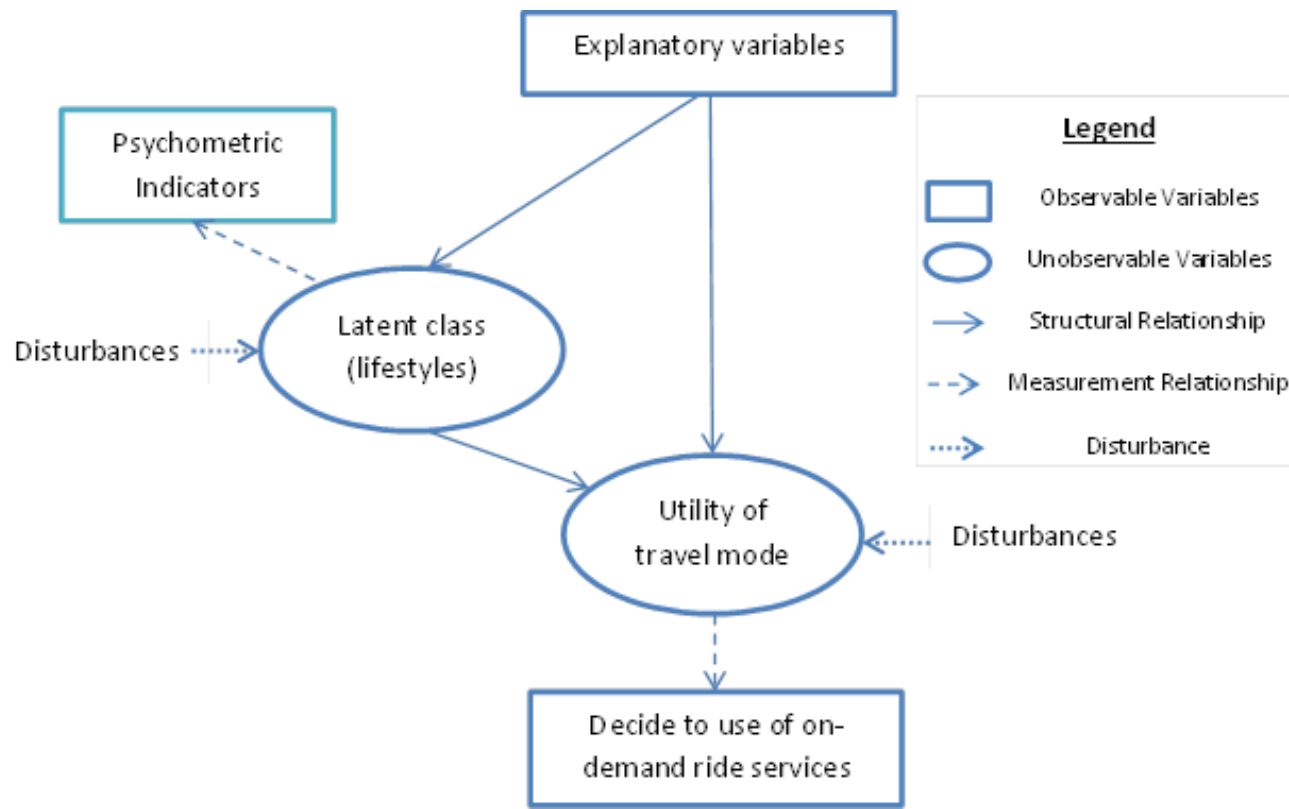 Explanatory variables
Psychometric
Indicators
Latent class
(lifestyles)
Disturbances
Utility of
travel mode
Disturbances
Decide to use of on-
demand ride services
Legend
Observable Variables
Unobservable Variables
Structural Relationship
Measurement Relationship
Disturbance